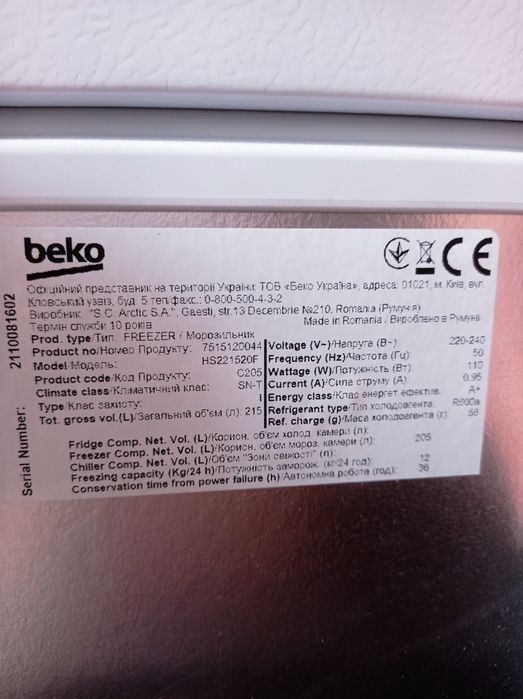 beko
CE
Офіційний представник на території України: ТОВ «Беко Україна», адреса: 01021, м. Київ, вул.
Кловський узвіз, буд. 5 тел/факс.: 0-800-500-4-3-2
Виробник: "S.C. Arctic S.A.", Gaesti, str.13 Decembrie №210, Romania (Румунія)
Термін служби 10 років
Made in Romania / Вироблено в Румунії
Prod. type/Тип: FREEZER / Морозильник
Product no/Номер Продукту: 7515120044
Model/Модель: HS221520F
Product code/Код Продукту: C205
Climate class/Кліматичний клас: SN-T
Type/Клас захисту: I
Tot. gross vol.(L)/Загальний об'єм (л): 215
Voltage (V~)/Напруга (В~): 220-240
Frequency (Hz)/Частота (Гц): 50
Wattage (W)/Потужність (Вт): 110
Current (A)/Сила струму (А): 0.95
Energy class/Клас енергет ефектив.: A+
Refrigerant type/Тип холодоагента: R600a
Ref. charge (g)/Маса холодоагента (г): 56
Fridge Comp. Net. Vol. (L)/Корисн. об'єм холод. камери (л):
Freezer Comp. Net. Vol. (L)/Корисн. об'єм мороз. камери (л): 205
Chiller Comp. Net. Vol. (L)/Об'єм "Зони свіжості" (л):
Freezing capacity (Kg/24 h)/Потужність заморож. (кг/24 год): 12
Conservation time from power failure (h)/Автономна робота (год): 36
Serial Number: 2110081602